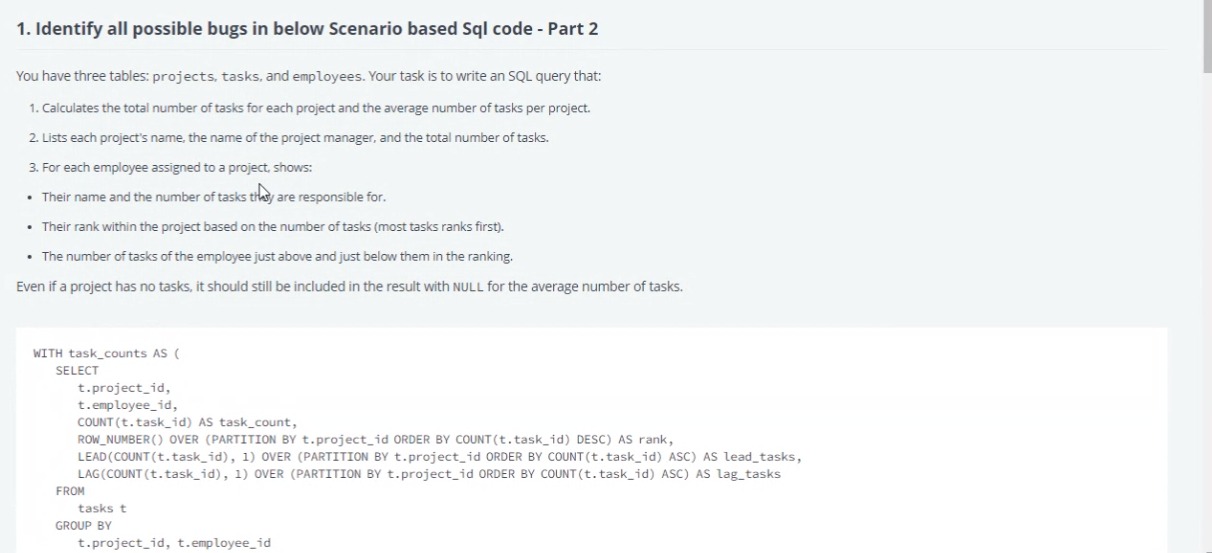 1. Identify all possible bugs in below Scenario based Sql code - Part 2
You have three tables: projects, tasks, and employees. Your task is to write an SQL query that:
1. Calculates the total number of tasks for each project and the average number of tasks per project.
2. Lists each project's name, the name of the project manager, and the total number of tasks.
3. For each employee assigned to a project, shows:
• Their name and the number of tasks they are responsible for.
• Their rank within the project based on the number of tasks (most tasks ranks first).
• The number of tasks of the employee just above and just below them in the ranking.
Even if a project has no tasks, it should still be included in the result with NULL for the average number of tasks.
WITH task_counts AS (
SELECT
t.project_id,
t.employee_id,
COUNT(t.task_id) AS task_count,
ROW_NUMBER() OVER (PARTITION BY t.project_id ORDER BY COUNT(t.task_id) DESC) AS rank,
LEAD(COUNT(t.task_id), 1) OVER (PARTITION BY t.project_id ORDER BY COUNT(t.task_id) ASC) AS lead_tasks,
LAG(COUNT(t.task_id), 1) OVER (PARTITION BY t.project_id ORDER BY COUNT(t.task_id) ASC) AS lag_tasks
FROM
tasks t
GROUP BY
t.project_id, t.employee_id